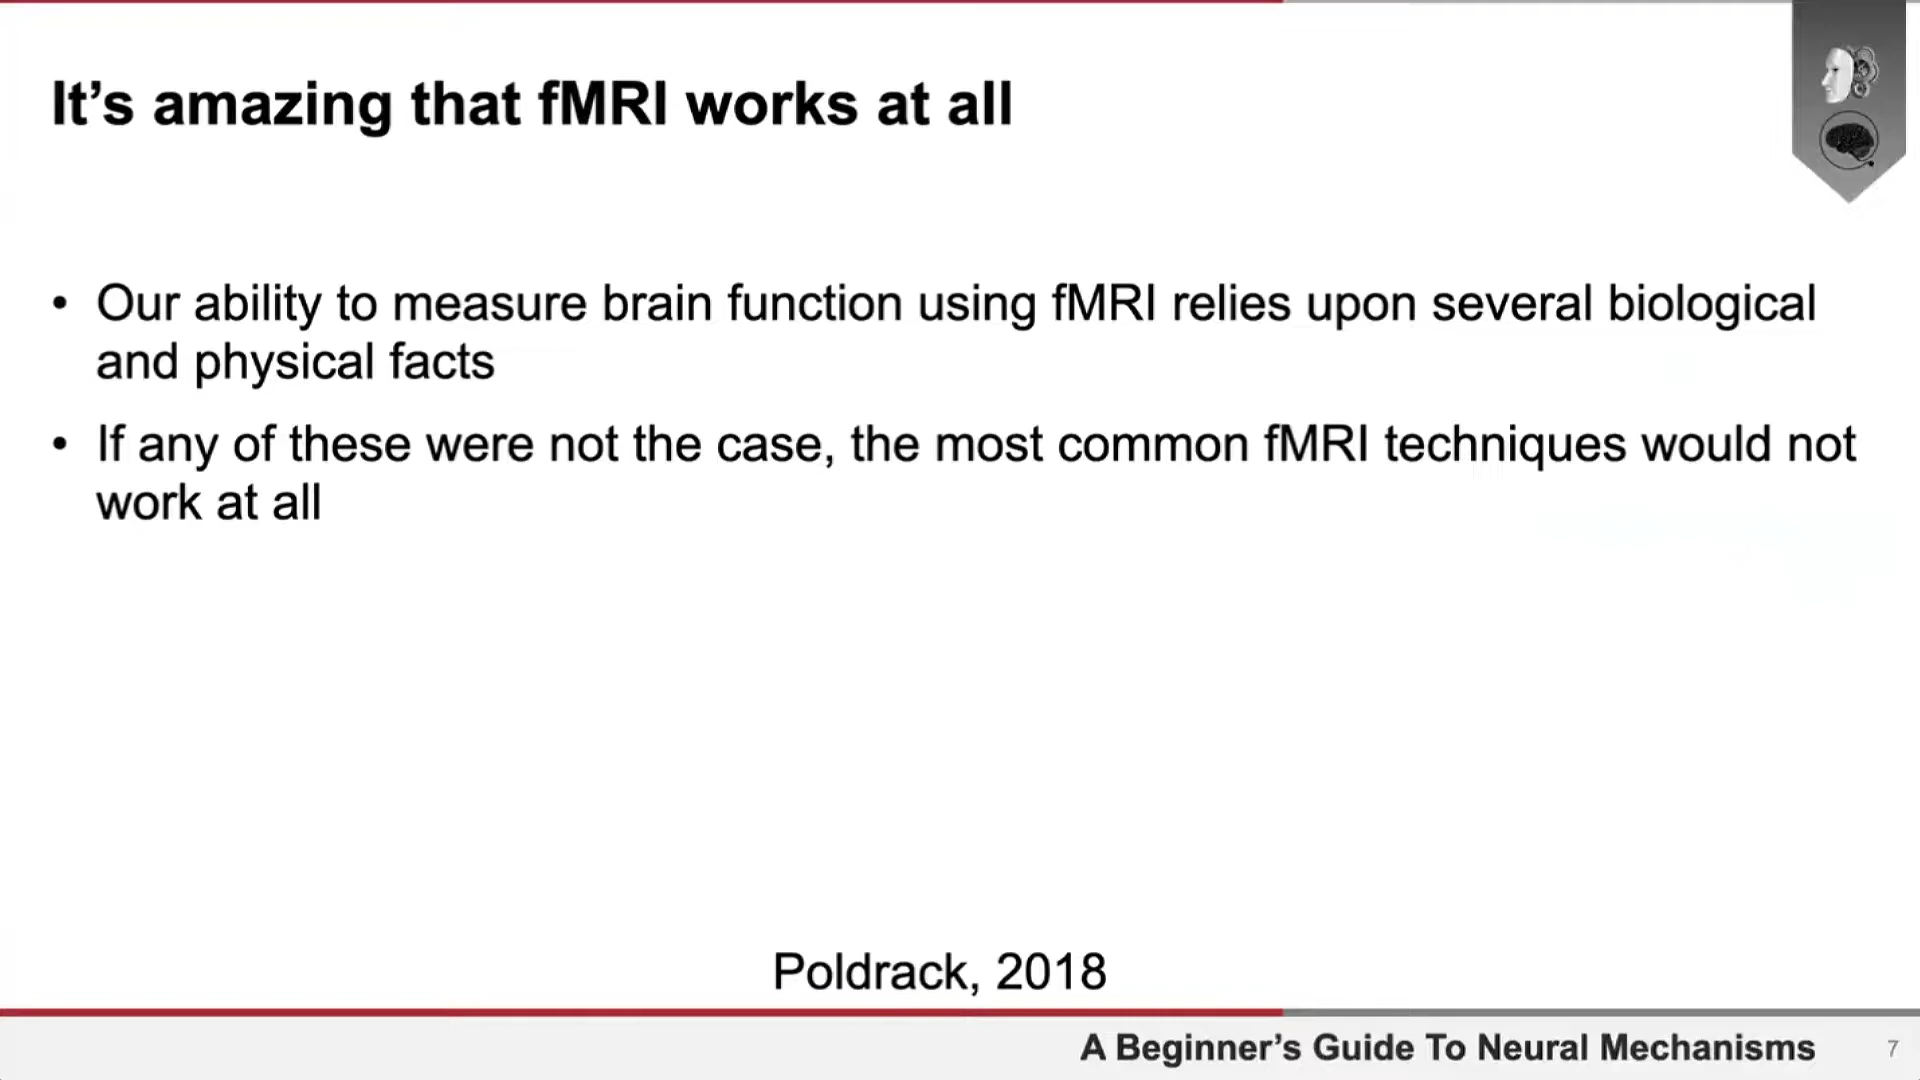 It’s amazing that fMRI works at all
• Our ability to measure brain function using fMRI relies upon several biological
and physical facts
• If any of these were not the case, the most common fMRI techniques would not
work at all
Poldrack, 2018
A Beginner’s Guide To Neural Mechanisms
7